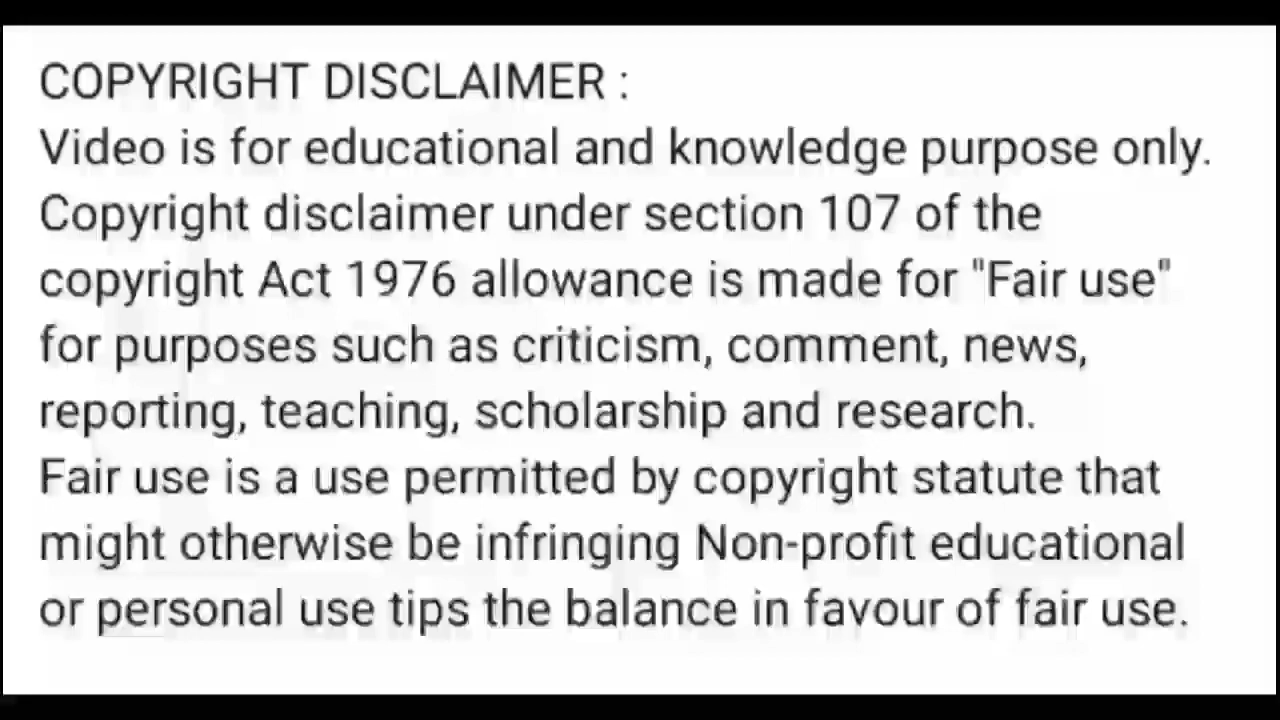 COPYRIGHT DISCLAIMER :
Video is for educational and knowledge purpose only.
Copyright disclaimer under section 107 of the
copyright Act 1976 allowance is made for "Fair use"
for purposes such as criticism, comment, news,
reporting, teaching, scholarship and research.
Fair use is a use permitted by copyright statute that
might otherwise be infringing Non-profit educational
or personal use tips the balance in favour of fair use.